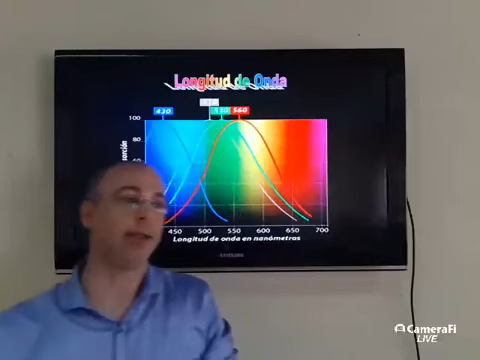 Longitud de Onda
430
530
560
100
450
500
550
600
650
700
Longitud de onda en nanómetros
SAMSUNG
CameraFi
LIVE